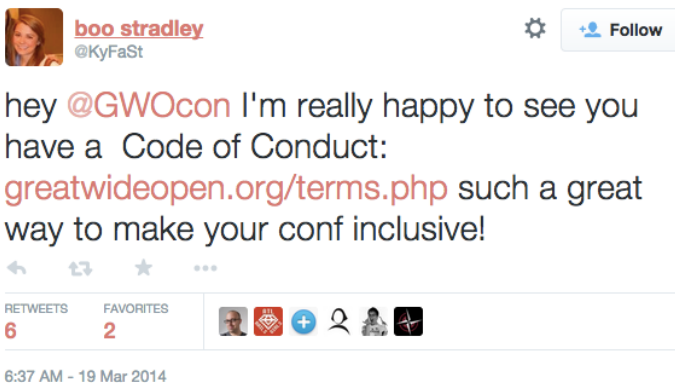 boo stradley
@KyFaSt
Follow
hey @GWOcon I'm really happy to see you
have a Code of Conduct:
greatwideopen.org/terms.php such a great
way to make your conf inclusive!
RETWEETS FAVORITES
6 2
6:37 AM - 19 Mar 2014